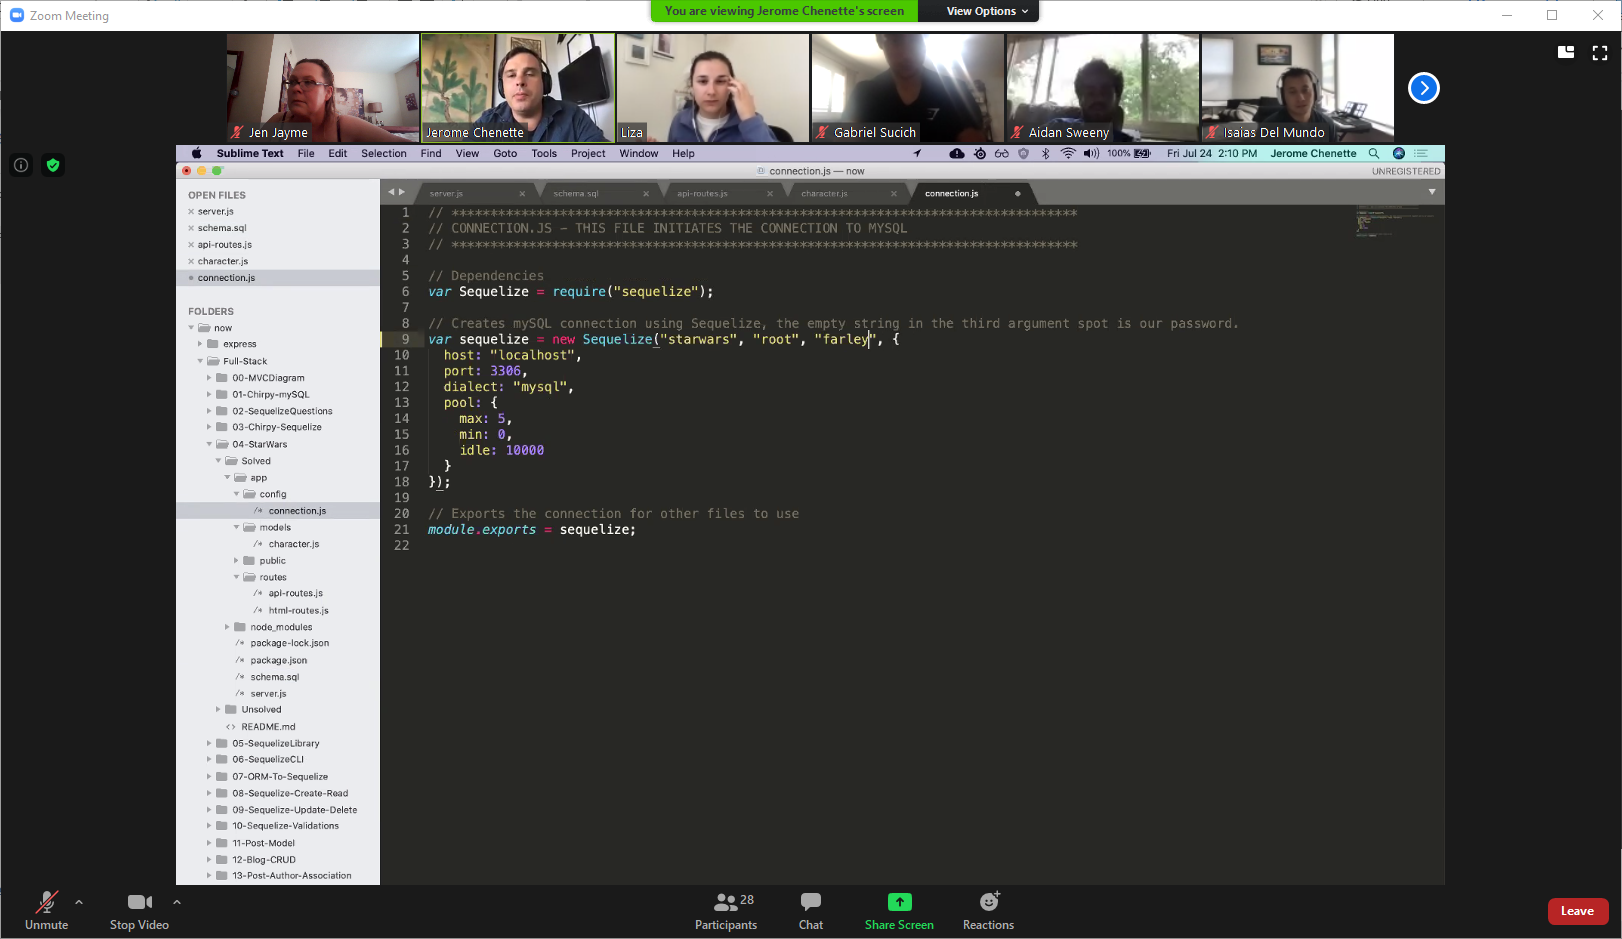 Zoom Meeting
You are viewing Jerome Chenette's screen
View Options
Jen Jayme
Jerome Chenette
Liza
Gabriel Sucich
Aidan Sweeny
Isaias Del Mundo
Sublime Text File Edit Selection Find View Goto Tools Project Window Help
100% Fri Jul 24 2:10 PM Jerome Chenette
connection.js — now
UNREGISTERED
OPEN FILES
server.js
schema.sql
api-routes.js
character.js
connection.js
FOLDERS
now
express
Full-Stack
00-MVCDiagram
01-Chirpy-mySQL
02-SequelizeQuestions
03-Chirpy-Sequelize
04-StarWars
Solved
app
config
/* connection.js
models
/* character.js
public
routes
/* api-routes.js
/* html-routes.js
node_modules
/* package-lock.json
/* package.json
/* schema.sql
/* server.js
Unsolved
<> README.md
05-SequelizeLibrary
06-SequelizeCLI
07-ORM-To-Sequelize
08-Sequelize-Create-Read
09-Sequelize-Update-Delete
10-Sequelize-Validations
11-Post-Model
12-Blog-CRUD
13-Post-Author-Association
server.js schema.sql api-routes.js character.js connection.js
1 // *********************************************************************************
2 // CONNECTION.JS - THIS FILE INITIATES THE CONNECTION TO MYSQL
3 // *********************************************************************************
4
5 // Dependencies
6 var Sequelize = require("sequelize");
7
8 // Creates mySQL connection using Sequelize, the empty string in the third argument spot is our password.
9 var sequelize = new Sequelize("starwars", "root", "farley", {
10 host: "localhost",
11 port: 3306,
12 dialect: "mysql",
13 pool: {
14 max: 5,
15 min: 0,
16 idle: 10000
17 }
18 });
19
20 // Exports the connection for other files to use
21 module.exports = sequelize;
22
Unmute
Stop Video
28
Participants
Chat
Share Screen
Reactions
Leave